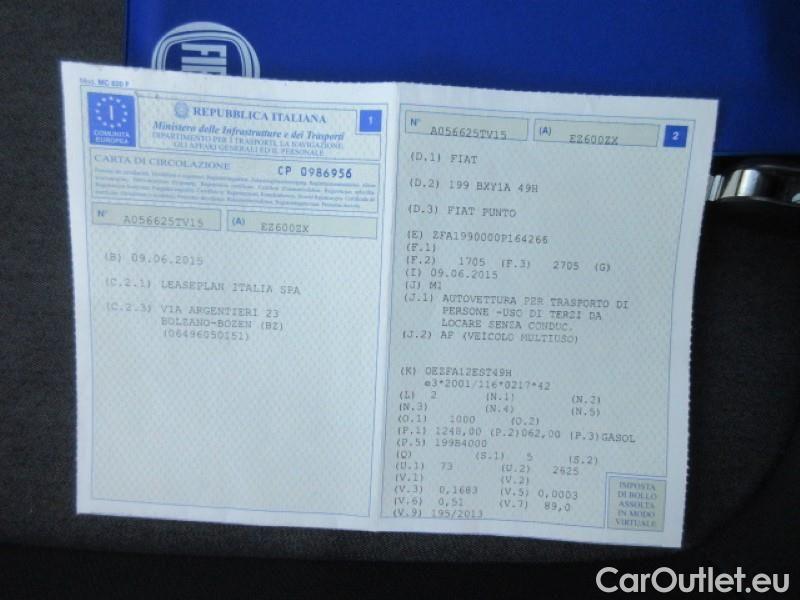 FIAT
Mod. MC 820 F
I
COMUNITÀ
EUROPEA
REPUBBLICA ITALIANA
1
Ministero delle Infrastrutture e dei Trasporti
DIPARTIMENTO PER I TRASPORTI, LA NAVIGAZIONE,
GLI AFFARI GENERALI ED IL PERSONALE
CARTA DI CIRCOLAZIONE
CP 0986956
N° A056625TV15 (A) EZ600ZX
(B) 09.06.2015
(C.2.1) LEASEPLAN ITALIA SPA
(C.2.3) VIA ARGENTIERI 23
BOLZANO-BOZEN (BZ)
(06496050151)
N° A056625TV15 (A) EZ600ZX 2
(D.1) FIAT
(D.2) 199 BXY1A 49H
(D.3) FIAT PUNTO
(E) ZFA1990000P164266
(F.1)
(F.2) 1705 (F.3) 2705 (G)
(I) 09.06.2015
(J) M1
(J.1) AUTOVETTURA PER TRASPORTO DI
PERSONE -USO DI TERZI DA
LOCARE SENZA CONDUC.
(J.2) AF (VEICOLO MULTIUSO)
(K) OEZFA12EST49H
e3*2001/116*0217*42
(L) 2 (N.1) (N.2)
(N.3) (N.4) (N.5)
(O.1) 1000 (O.2)
(P.1) 1248,00 (P.2)062,00 (P.3)GASOL
(P.5) 199B4000
(Q) (S.1) 5 (S.2)
(U.1) 73 (U.2) 2625
(V.1) (V.2)
(V.3) 0,1683 (V.5) 0,0003
(V.6) 0,51 (V.7) 89,0
(V.9) 195/2013
IMPOSTA
DI BOLLO
ASSOLTA
IN MODO
VIRTUALE
CarOutlet.eu